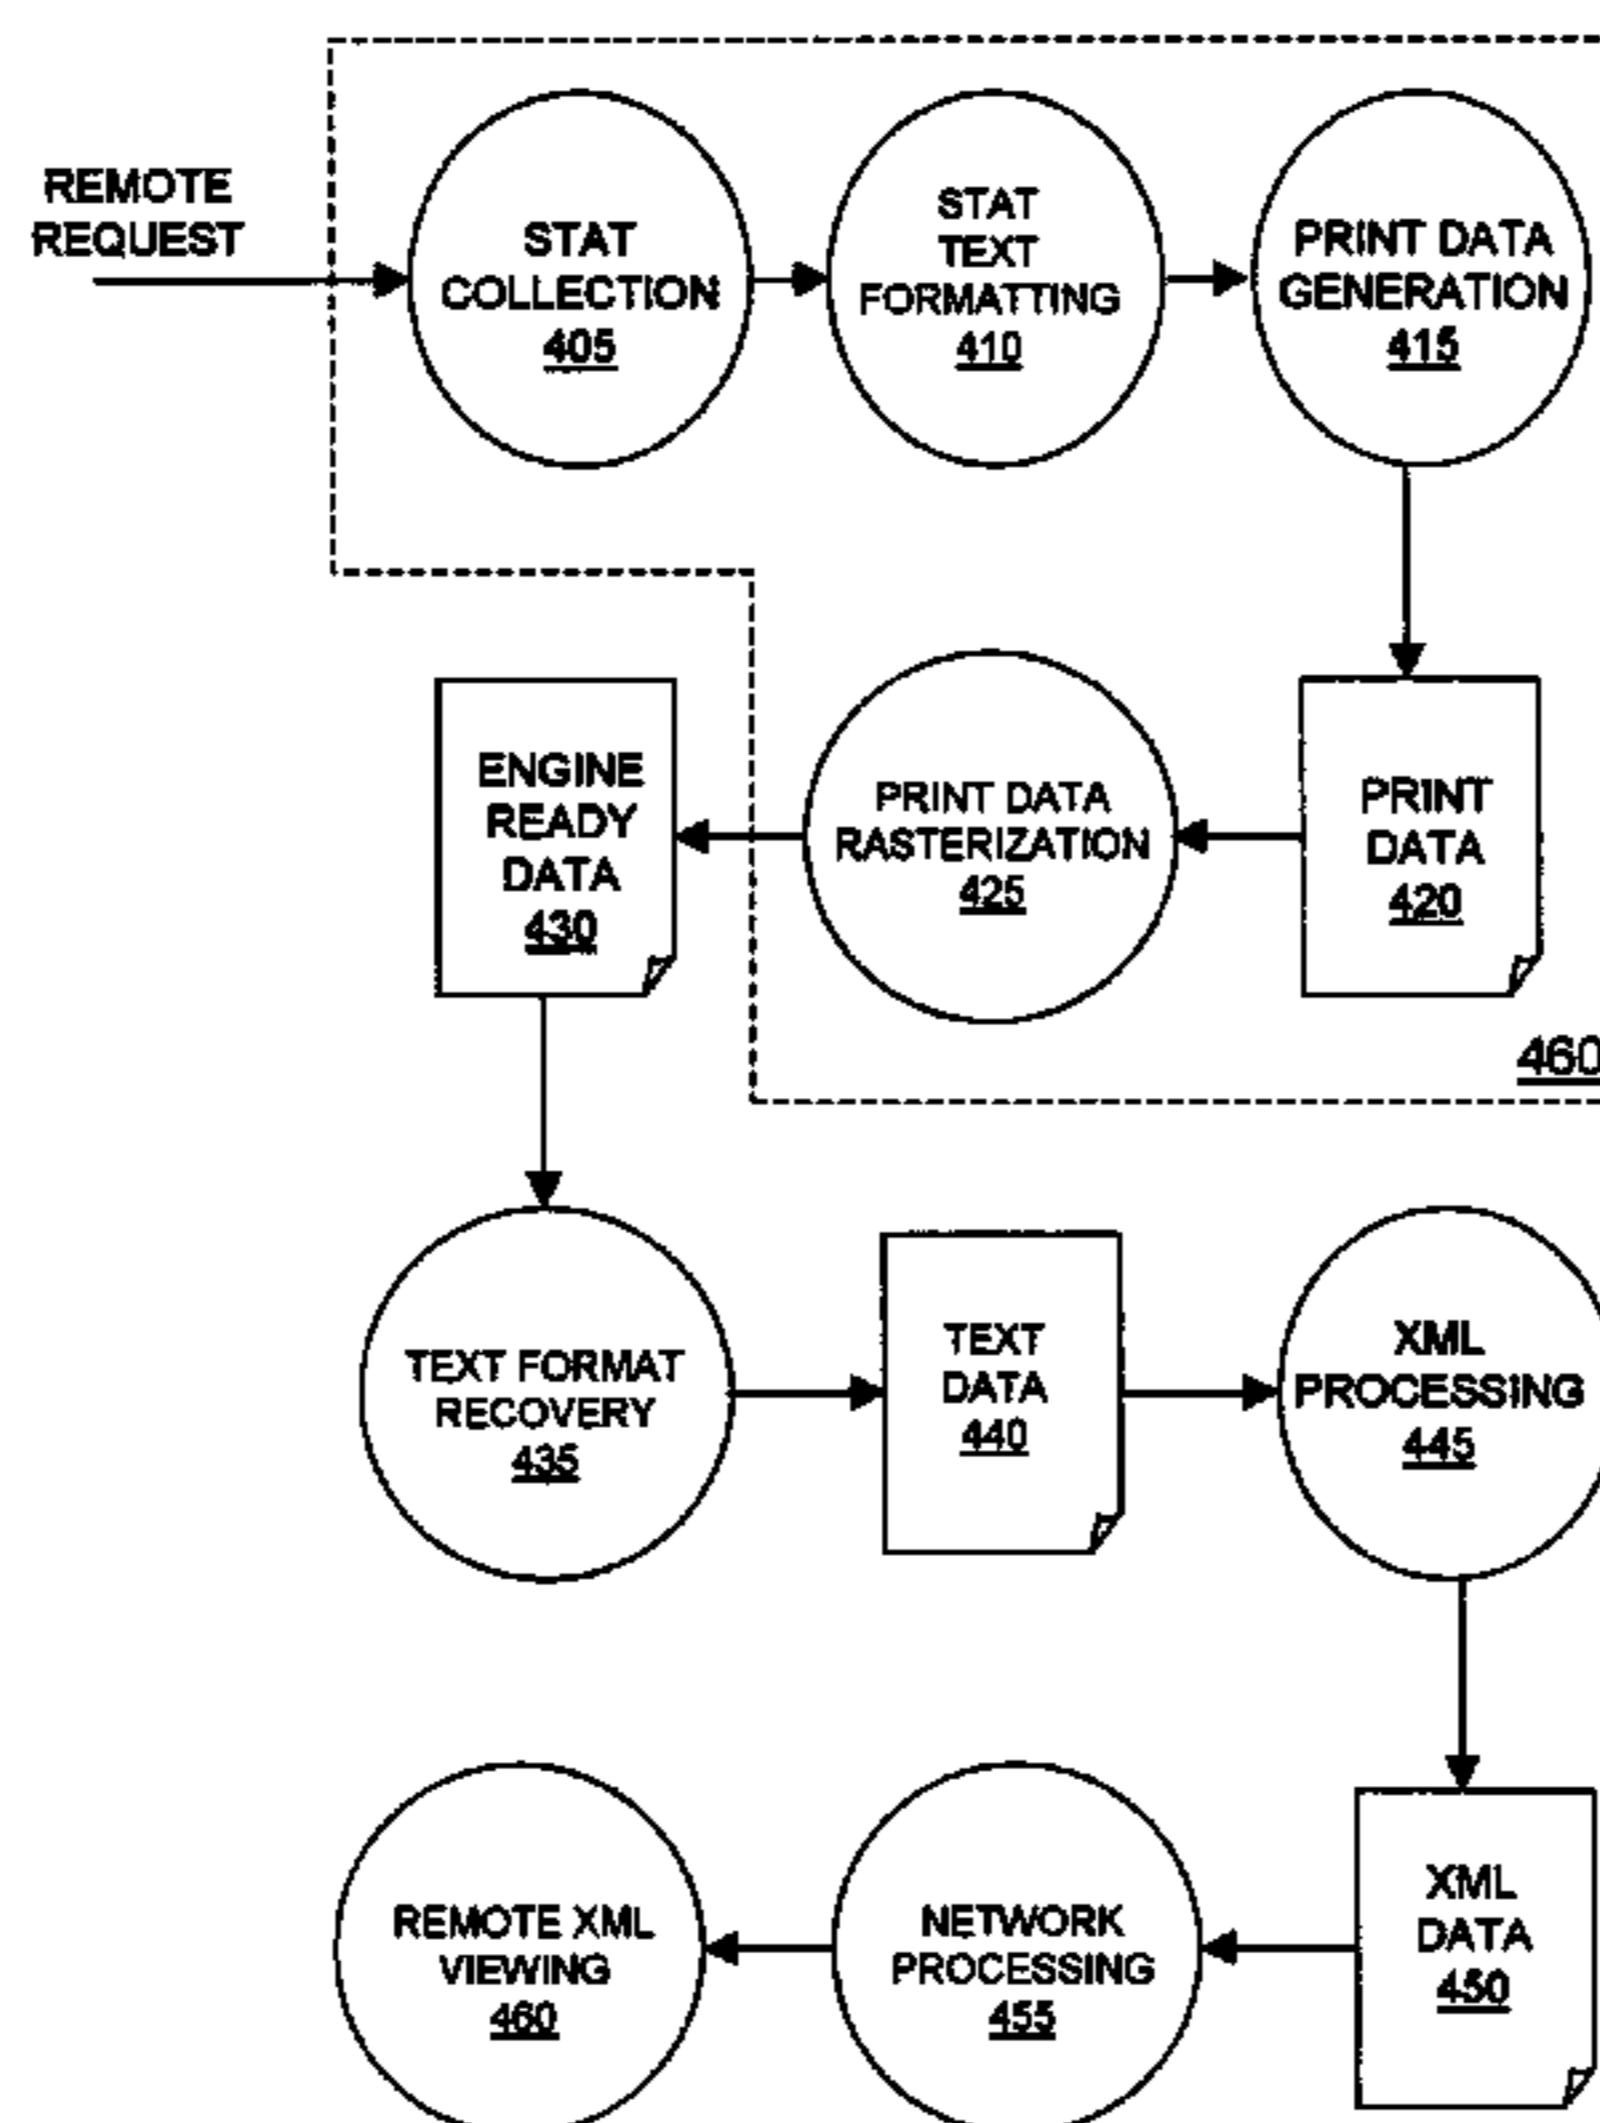 REMOTE
REQUEST
STAT
COLLECTION
405
STAT
TEXT
FORMATTING
410
PRINT DATA
GENERATION
415
ENGINE
READY
DATA
430
PRINT DATA
RASTERIZATION
425
PRINT
DATA
420
460
TEXT FORMAT
RECOVERY
435
TEXT
DATA
440
XML
PROCESSING
445
REMOTE XML
VIEWING
460
NETWORK
PROCESSING
455
XML
DATA
450